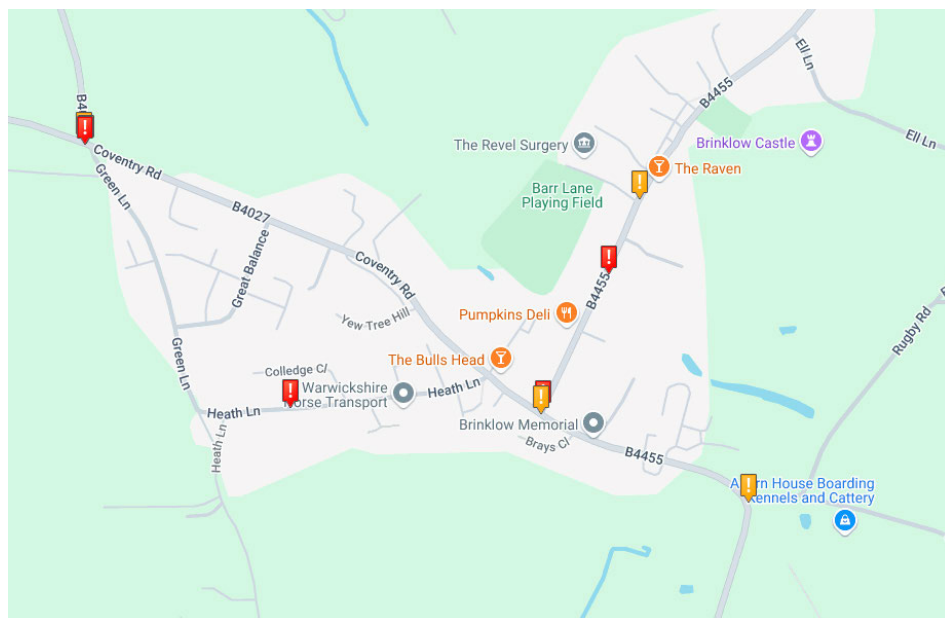 Ell Ln
B4455
Ell Ln
Brinklow Castle
The Revel Surgery
The Raven
Barr Lane
Playing Field
Coventry Rd
Green Ln
B4027
Great Balance
Coventry Rd
B4455
Yew Tree Hill
Pumpkins Deli
Rugby Rd
Green Ln
The Bulls Head
Colledge Cl
Warwickshire
Horse Transport
Heath Ln
Heath Ln
Heath Ln
Brinklow Memorial
Brays Cl
B4455
House Boarding
Kennels and Cattery